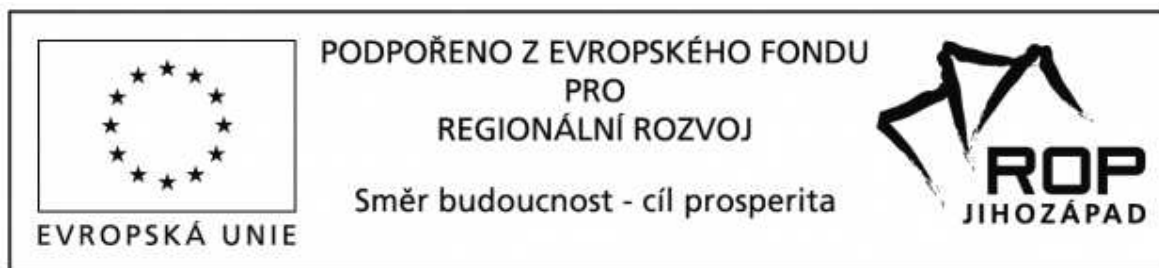 EVROPSKÁ UNIE
PODPOŘENO Z EVROPSKÉHO FONDU
PRO
REGIONÁLNÍ ROZVOJ
Směr budoucnost - cíl prosperita
ROP
JIHOZÁPAD